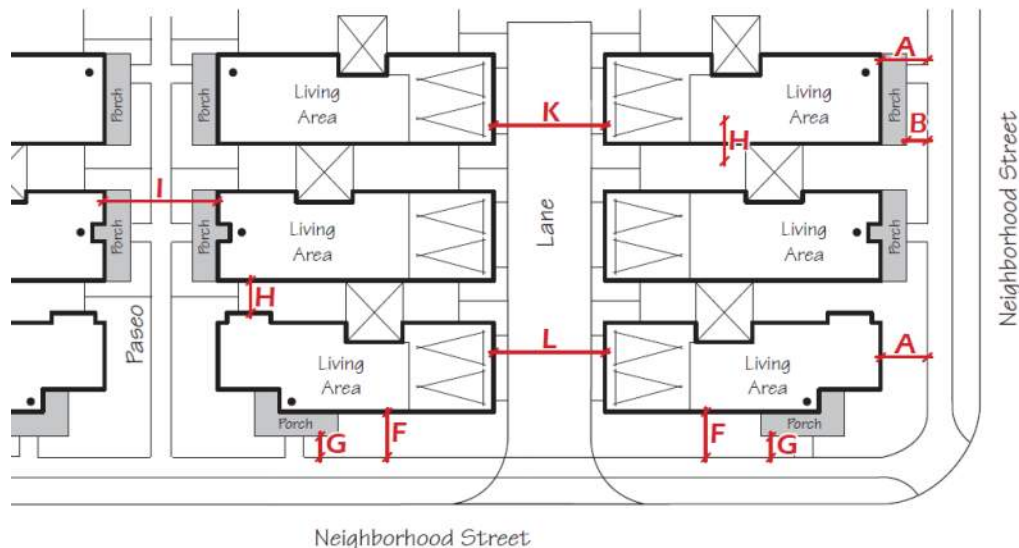 A
Living
Area
Porch
Porch
Living
Area
Porch
K
H
B
Living
Area
I
Porch
Porch
Living
Area
Lane
Living
Area
Porch
Neighborhood Street
H
Paseo
Living
Area
L
Living
Area
A
Porch
G
F
F
Porch
G
Neighborhood Street